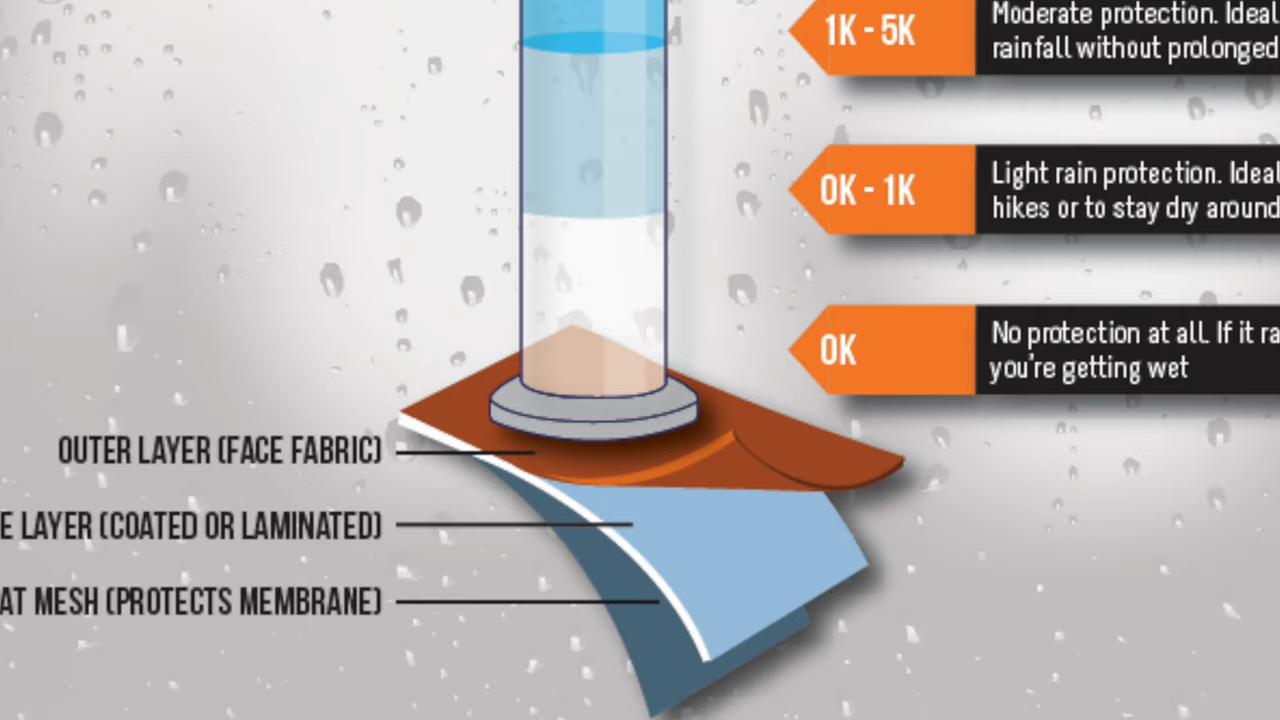 1K - 5K
Moderate protection. Ideal
rainfall without prolonged
0K - 1K
Light rain protection. Ideal
hikes or to stay dry around
0K
No protection at all. If it ra
you're getting wet
OUTER LAYER (FACE FABRIC)
E LAYER (COATED OR LAMINATED)
AT MESH (PROTECTS MEMBRANE)